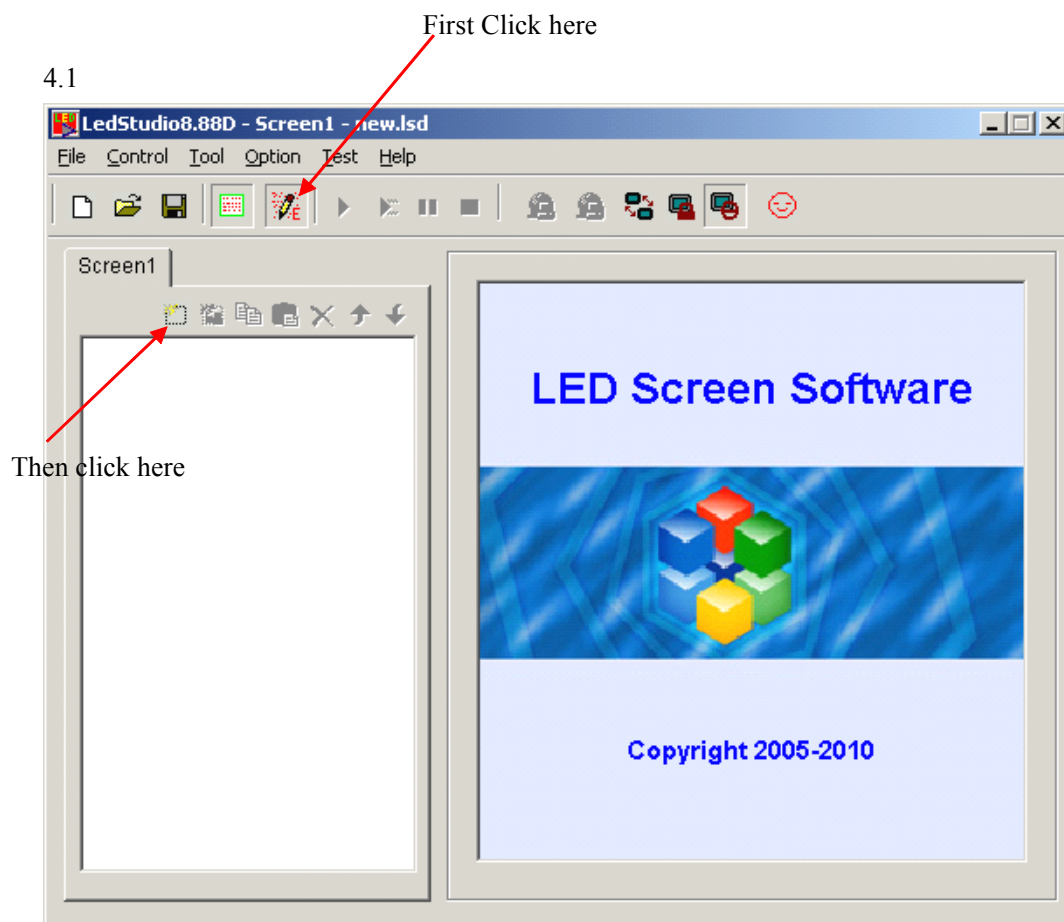 First Click here
4.1
LedStudio8.88D - Screen1 - new.lsd
File Control Tool Option Test Help
Screen1
Then click here
LED Screen Software
Copyright 2005-2010